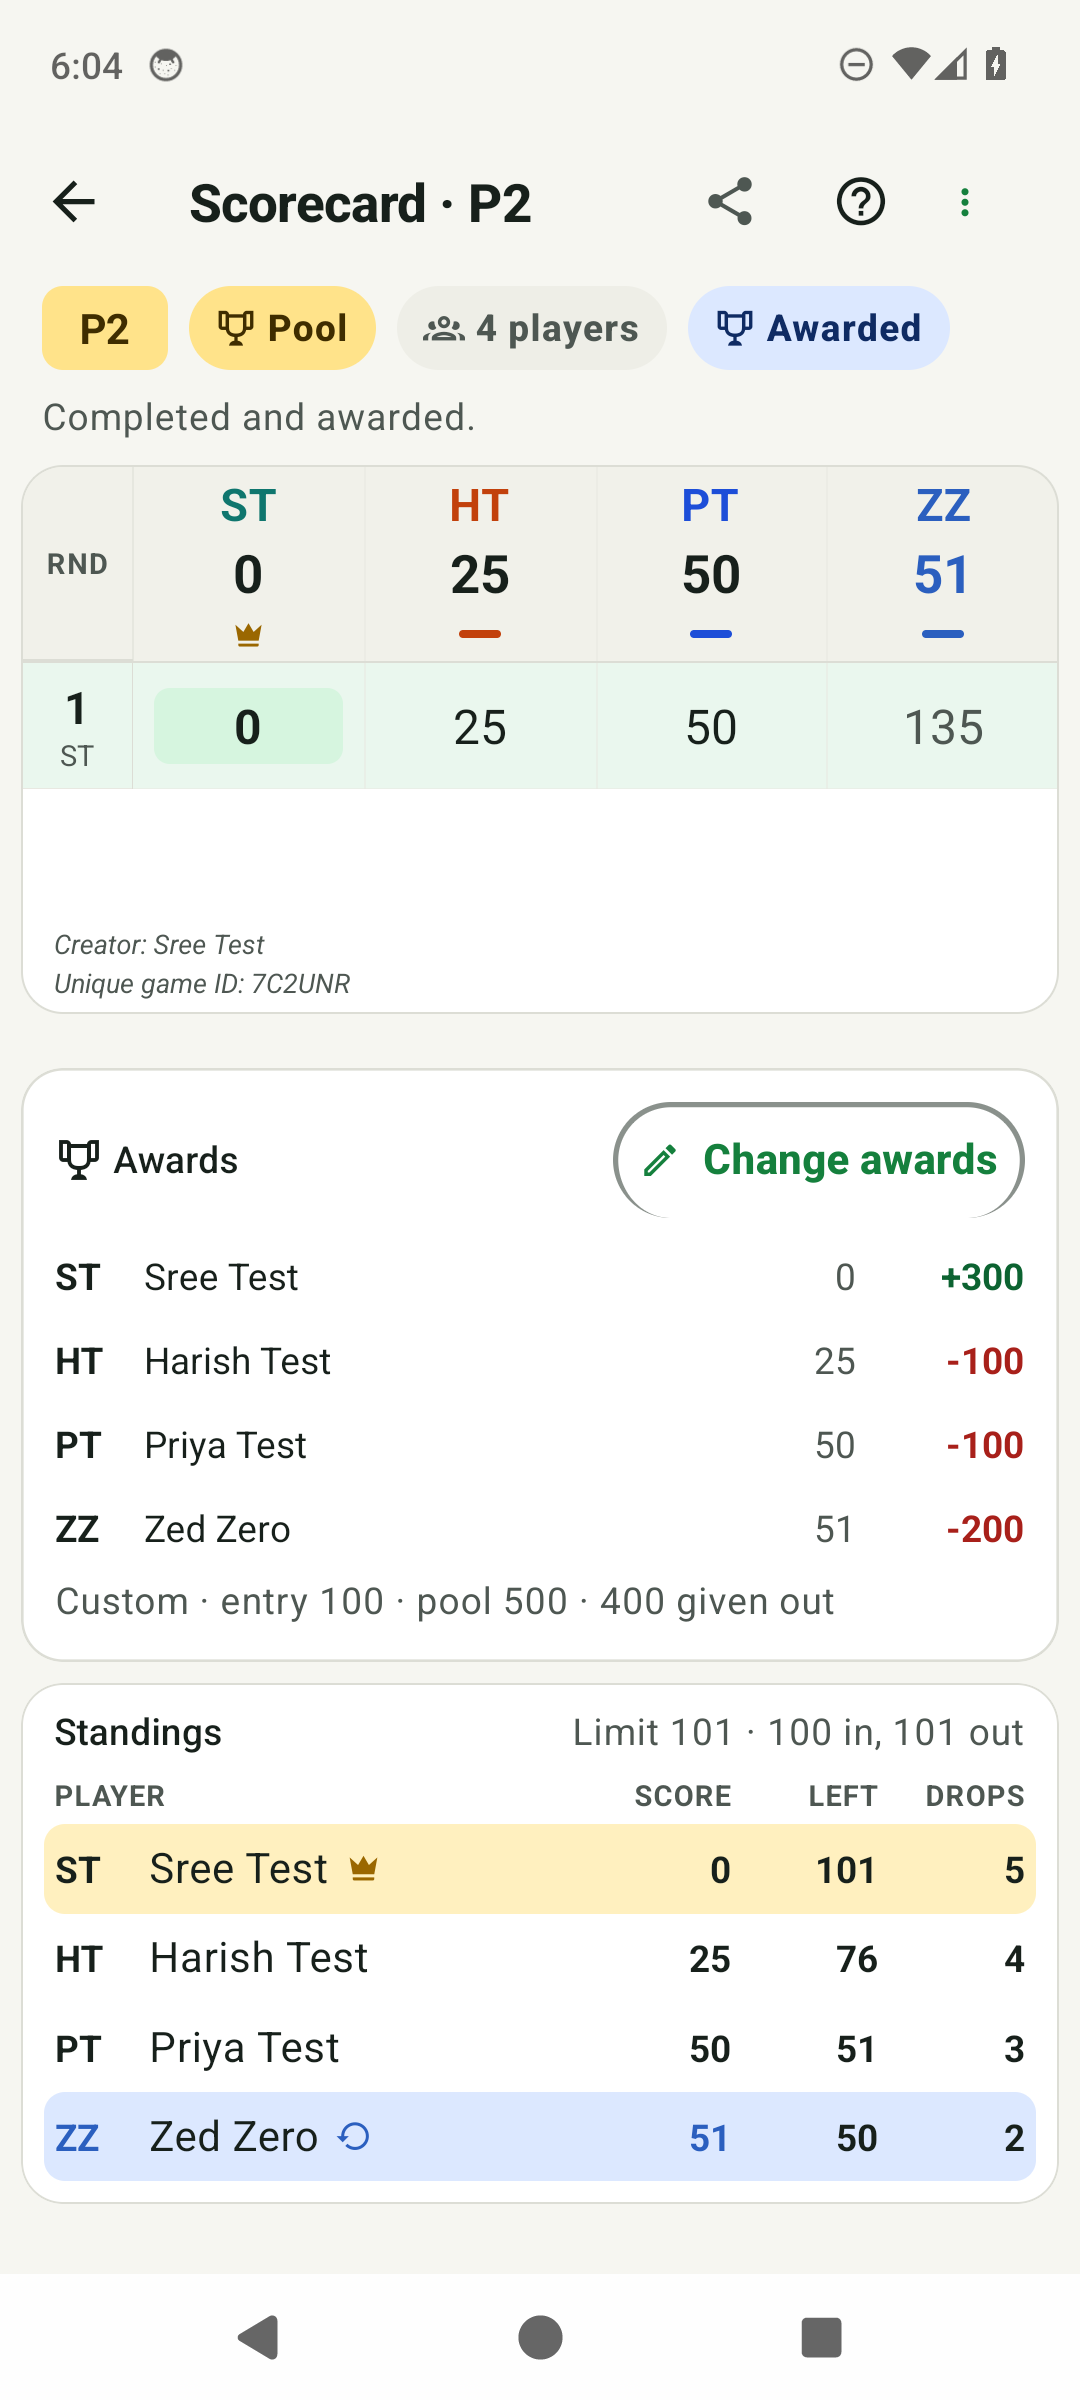 6:04
Scorecard · P2
P2 Pool 4 players Awarded
Completed and awarded.
RND ST HT PT ZZ
0 25 50 51
1 0 25 50 135
ST
Creator: Sree Test
Unique game ID: 7C2UNR
Awards Change awards
ST Sree Test 0 +300
HT Harish Test 25 -100
PT Priya Test 50 -100
ZZ Zed Zero 51 -200
Custom · entry 100 · pool 500 · 400 given out
Standings Limit 101 · 100 in, 101 out
PLAYER SCORE LEFT DROPS
ST Sree Test 0 101 5
HT Harish Test 25 76 4
PT Priya Test 50 51 3
ZZ Zed Zero 51 50 2